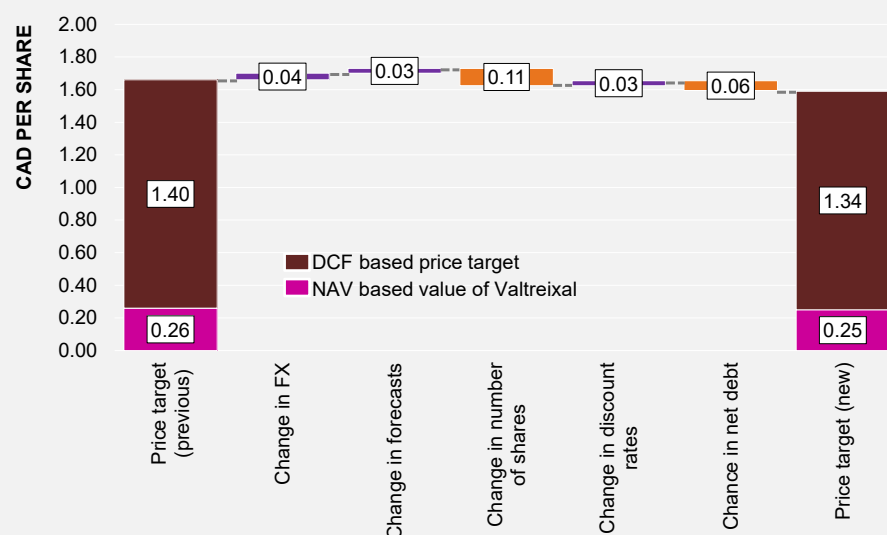 CAD PER SHARE
2.00
1.80
1.60
1.40
1.20
1.00
0.80
0.60
0.40
0.20
0.00
1.40
0.26
0.04
0.03
0.11
0.03
0.06
1.34
0.25
DCF based price target
NAV based value of Valtreixal
Price target
(previous)
Change in FX
Change in forecasts
Change in number
of shares
Change in discount
rates
Chance in net debt
Price target (new)